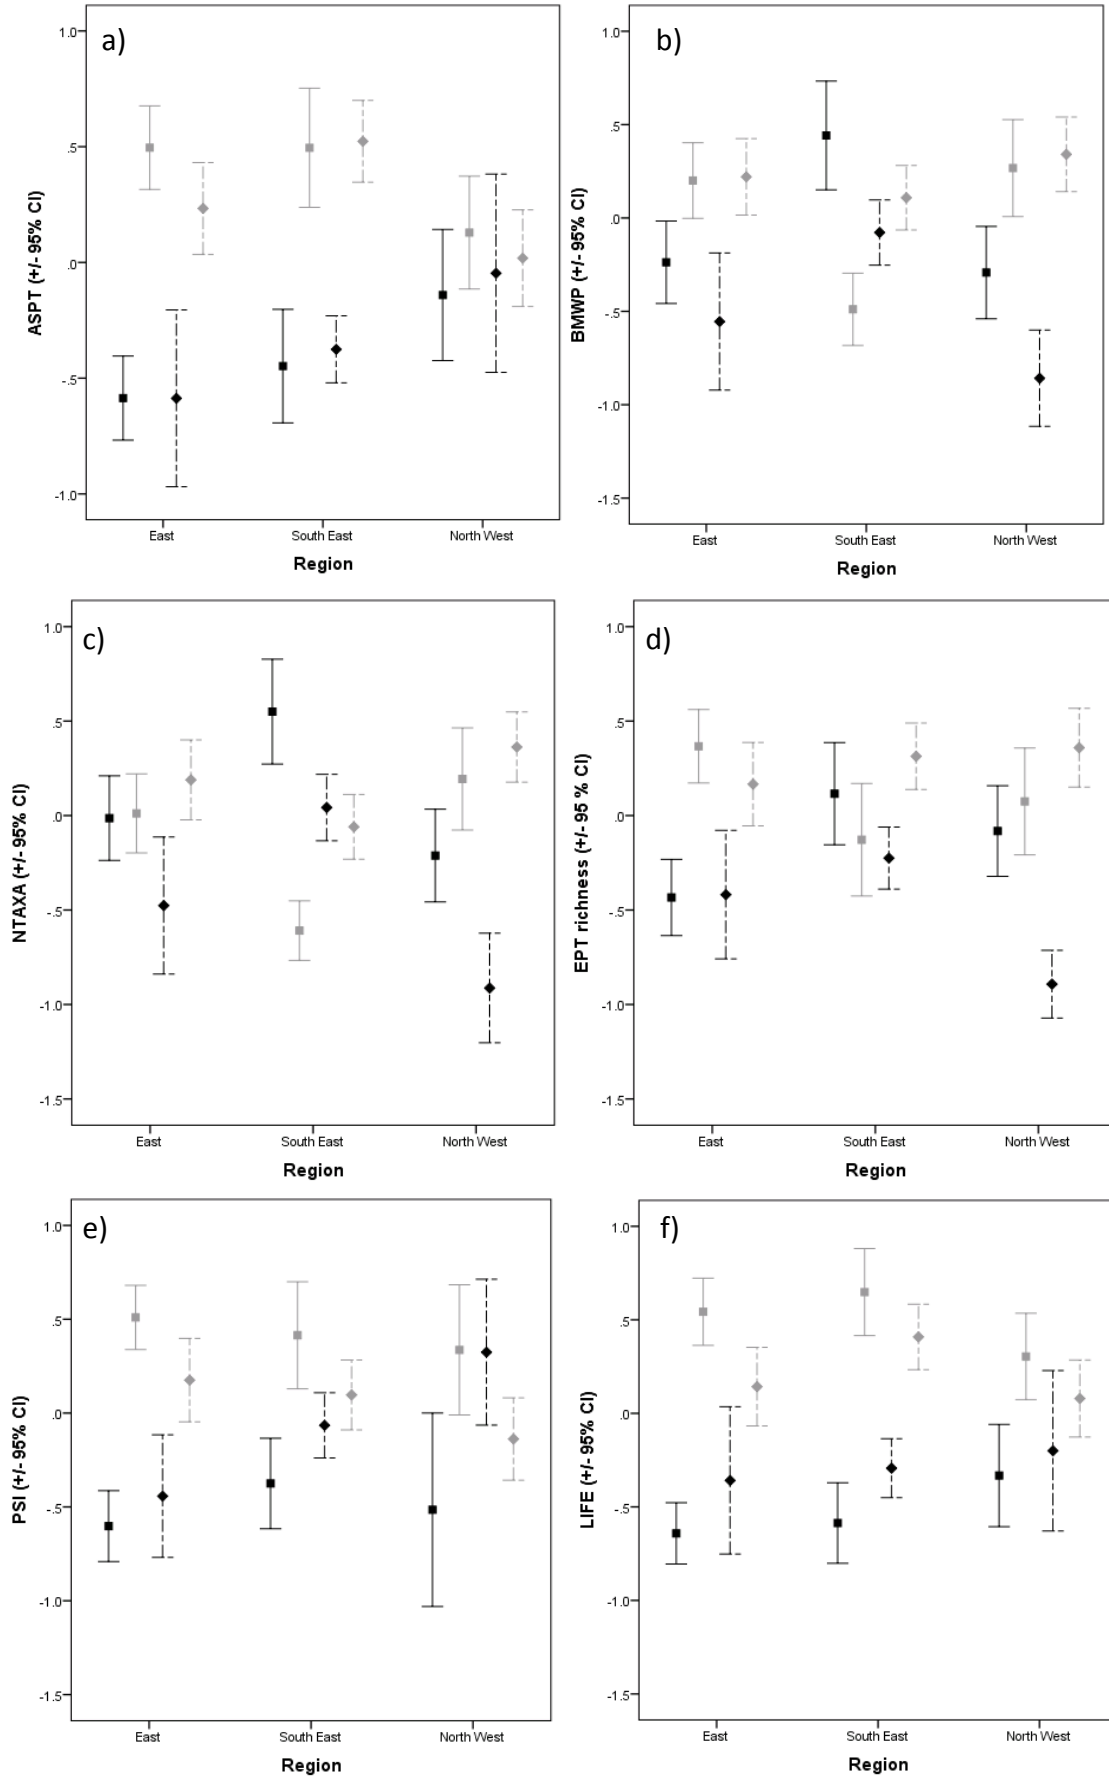 a)
1.0
.5
.0
-.5
-1.0
ASPT (+/- 95% CI)
East South East North West
Region
b)
1.0
.5
.0
-.5
-1.0
-1.5
BMWP (+/- 95% CI)
East South East North West
Region
c)
1.0
.5
.0
-.5
-1.0
-1.5
NTAXA (+/- 95% CI)
East South East North West
Region
d)
1.0
.5
.0
-.5
-1.0
-1.5
EPT richness (+/- 95 % CI)
East South East North West
Region
e)
1.0
.5
.0
-.5
-1.0
-1.5
PSI (+/- 95% CI)
East South East North West
Region
f)
1.0
.5
.0
-.5
-1.0
-1.5
LIFE (+/- 95% CI)
East South East North West
Region